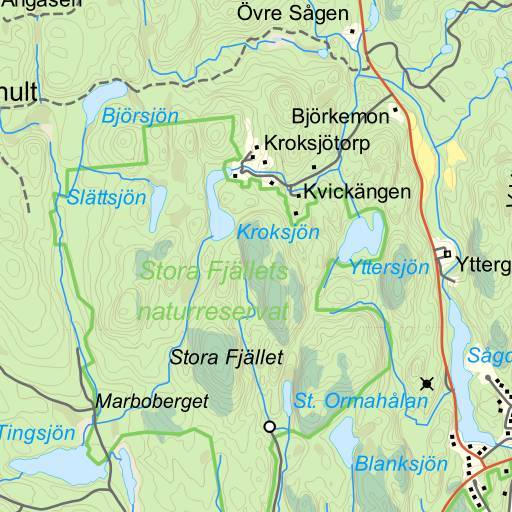 Övre Sågen
Björsjön
Björkemon
Kroksjötorp
Slättsjön
Kvickängen
Kroksjön
Yttersjön
Stora Fjällets
naturreservat
Stora Fjället
Marboberget
St. Ormahålan
Tingsjön
Blanksjön